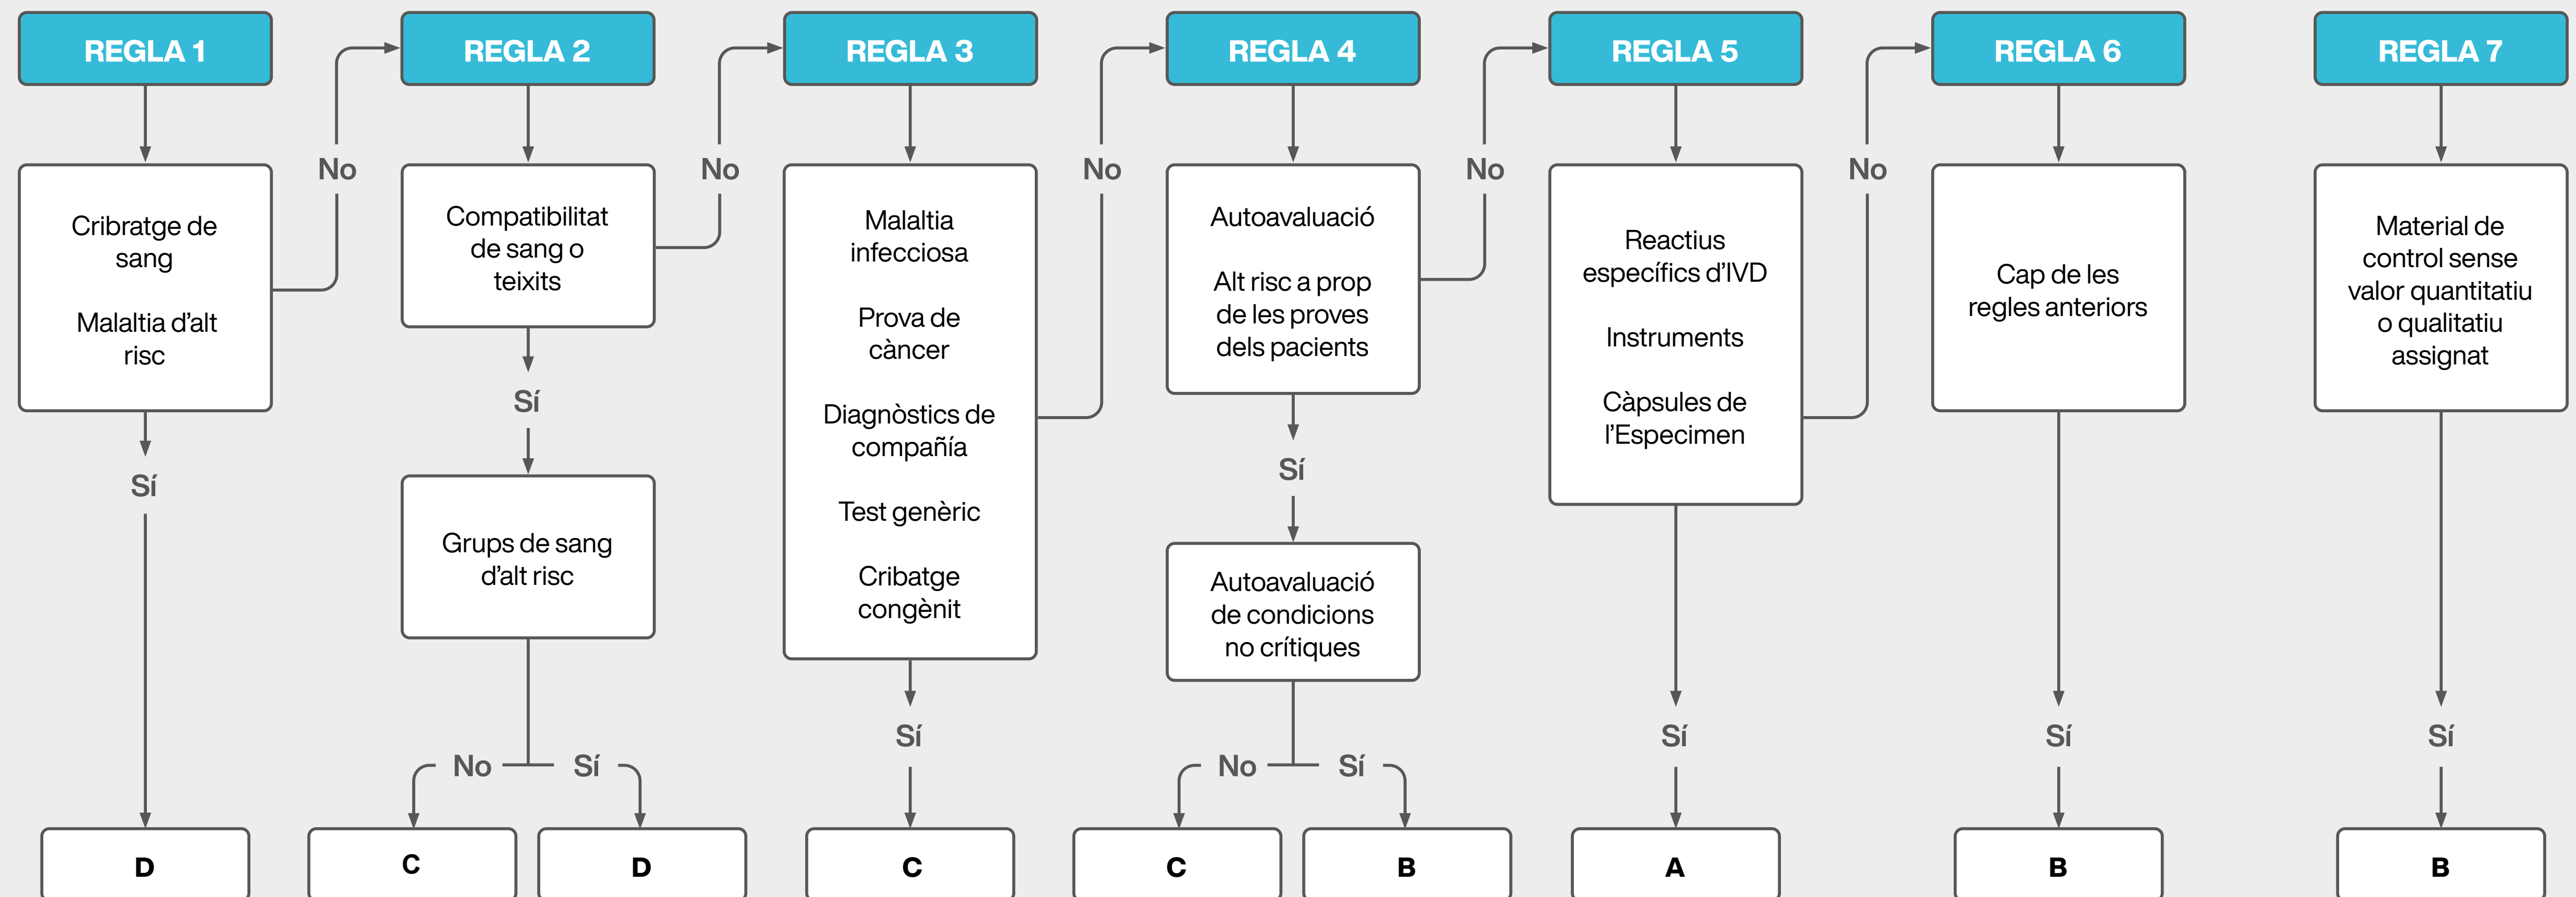 REGLA 1
Cribratge de
sang
Malaltia d’alt
risc
Sí
D
No
REGLA 2
Compatibilitat
de sang o
teixits
Sí
Grups de sang
d’alt risc
No
Sí
C
D
No
REGLA 3
Malaltia
infecciosa
Prova de
càncer
Diagnòstics de
compañía
Test genèric
Cribatge
congènit
Sí
C
No
REGLA 4
Autoavaluació
Alt risc a prop
de les proves
dels pacients
Sí
Autoavaluació
de condicions
no crítiques
No
Sí
C
B
No
REGLA 5
Reactius
específics d’IVD
Instruments
Càpsules de
l’Especimen
Sí
A
No
REGLA 6
Cap de les
regles anteriors
Sí
B
REGLA 7
Material de
control sense
valor quantitatiu
o qualitatiu
assignat
Sí
B